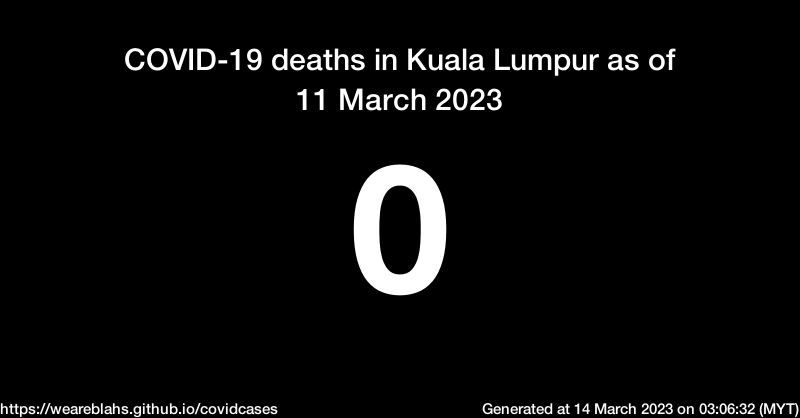 COVID-19 deaths in Kuala Lumpur as of
11 March 2023
0
https://weareblahs.github.io/covidcases
Generated at 14 March 2023 on 03:06:32 (MYT)